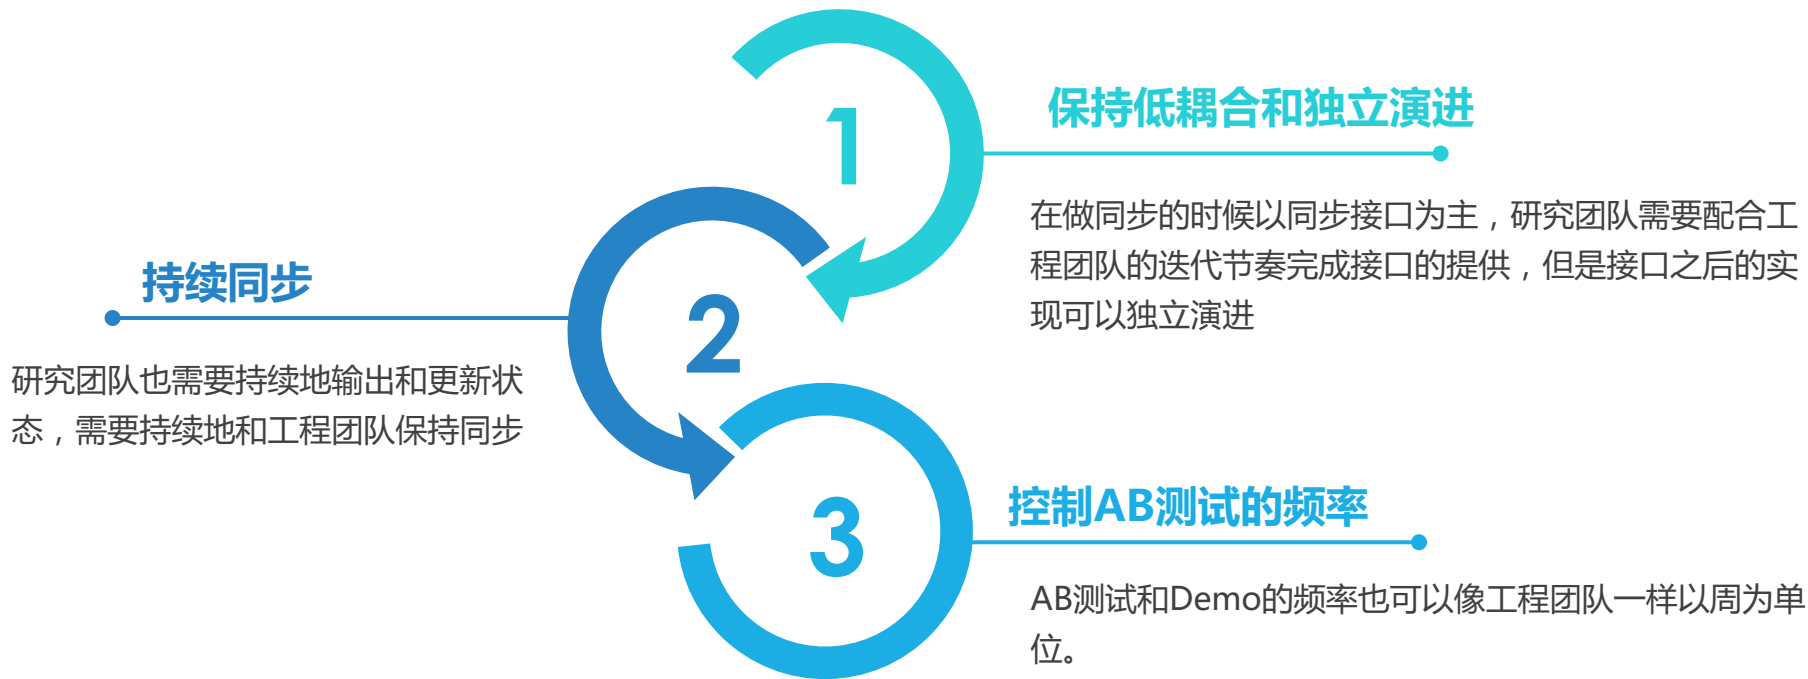 1
保持低耦合和独立演进
在做同步的时候以同步接口为主，研究团队需要配合工
程团队的迭代节奏完成接口的提供，但是接口之后的实
现可以独立演进
2
持续同步
研究团队也需要持续地输出和更新状
态，需要持续地和工程团队保持同步
3
控制AB测试的频率
AB测试和Demo的频率也可以像工程团队一样以周为单
位。